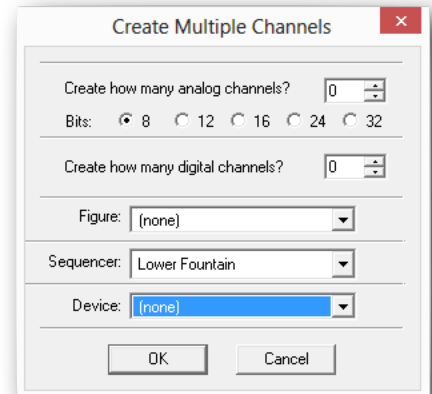 Create Multiple Channels
Create how many analog channels? 0
Bits: 8 12 16 24 32
Create how many digital channels? 0
Figure: (none)
Sequencer: Lower Fountain
Device: (none)
OK Cancel